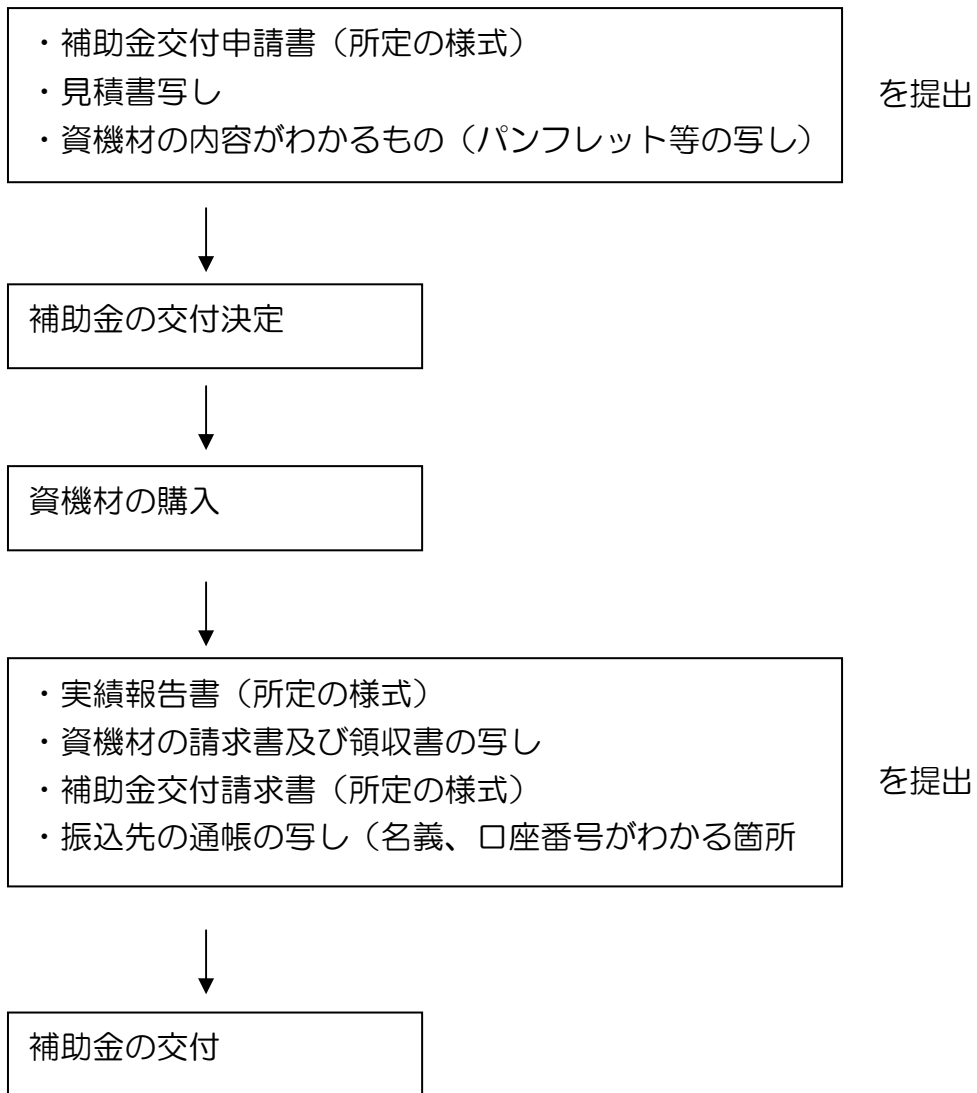 ・補助金交付申請書（所定の様式）
・見積書写し
・資機材の内容がわかるもの（パンフレット等の写し）
を提出
補助金の交付決定
資機材の購入
・実績報告書（所定の様式）
・資機材の請求書及び領収書の写し
・補助金交付請求書（所定の様式）
・振込先の通帳の写し（名義、口座番号がわかる箇所
を提出
補助金の交付